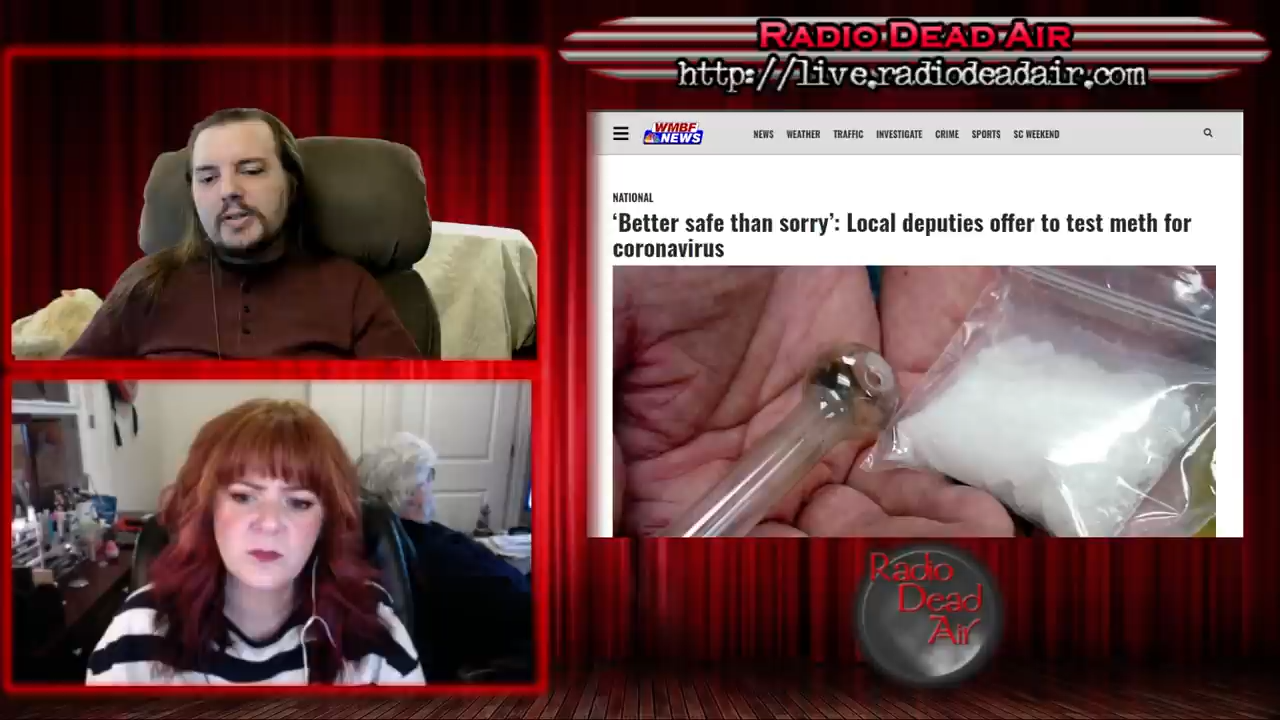 RADIO DEAD AIR
http://live.radiodeadair.com
WMBF
NEWS
NEWS WEATHER TRAFFIC INVESTIGATE CRIME SPORTS SC WEEKEND
NATIONAL
‘Better safe than sorry’: Local deputies offer to test meth for
coronavirus
Radio
Dead
Air